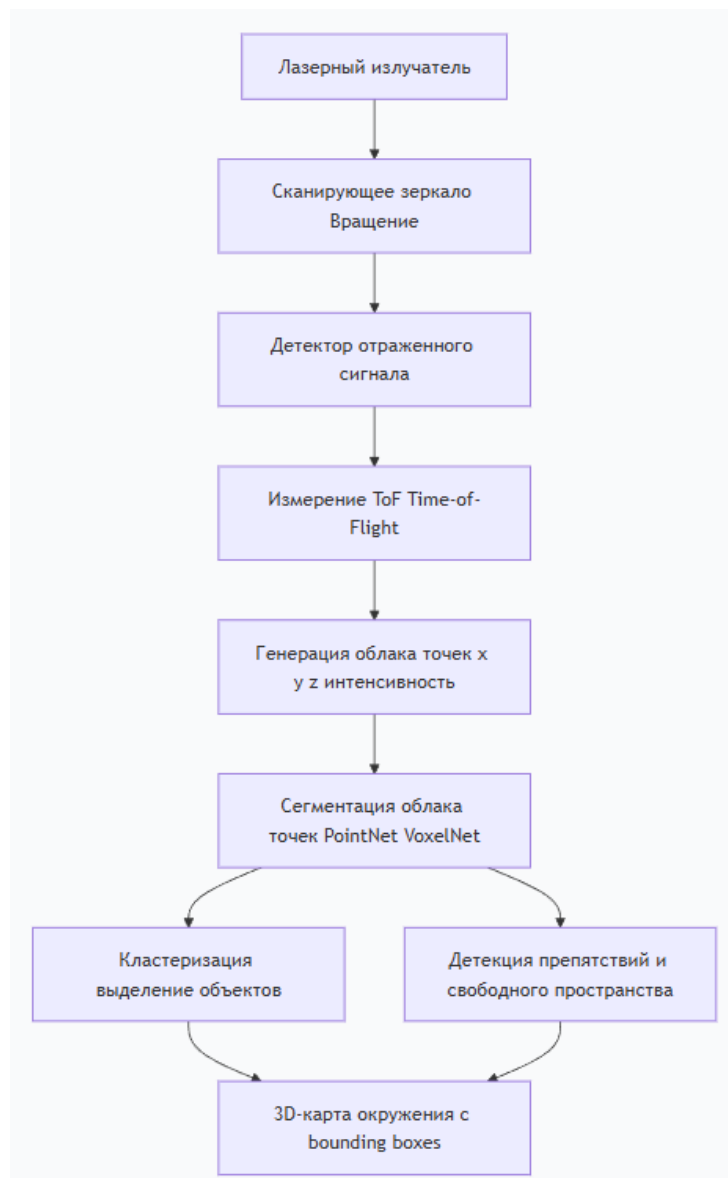 Лазерный излучатель
Сканирующее зеркало
Вращение
Детектор отраженного
сигнала
Измерение ToF Time-of-
Flight
Генерация облака точек x
y z интенсивность
Сегментация облака
точек PointNet VoxelNet
Кластеризация
выделение объектов
Детекция препятствий и
свободного пространства
3D-карта окружения с
bounding boxes